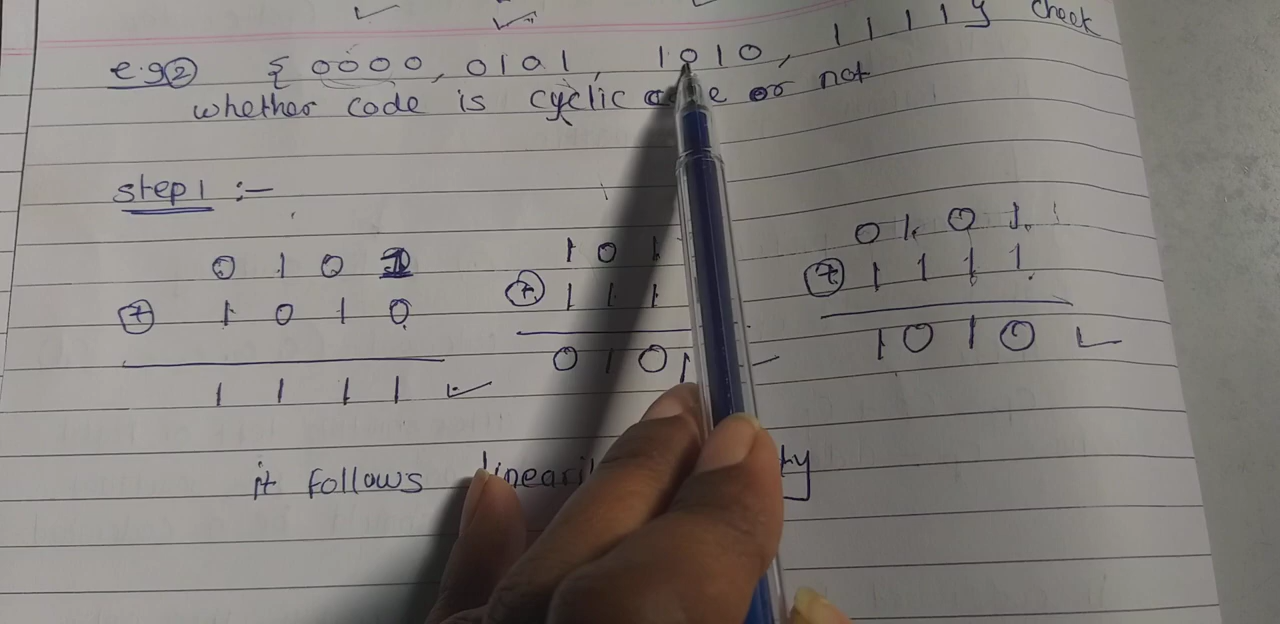 e.g② { 0000, 0101, 1010, 1111} Check
whether code is cyclic or not
step1 :-
0 1 0 1
⊕ 1 0 1 0
1 1 1 1 ✓
1 0 1
⊕ 1 1 1
0 1 0 1
0 1 0 1
⊕ 1 1 1 1
1 0 1 0 ✓
it follows